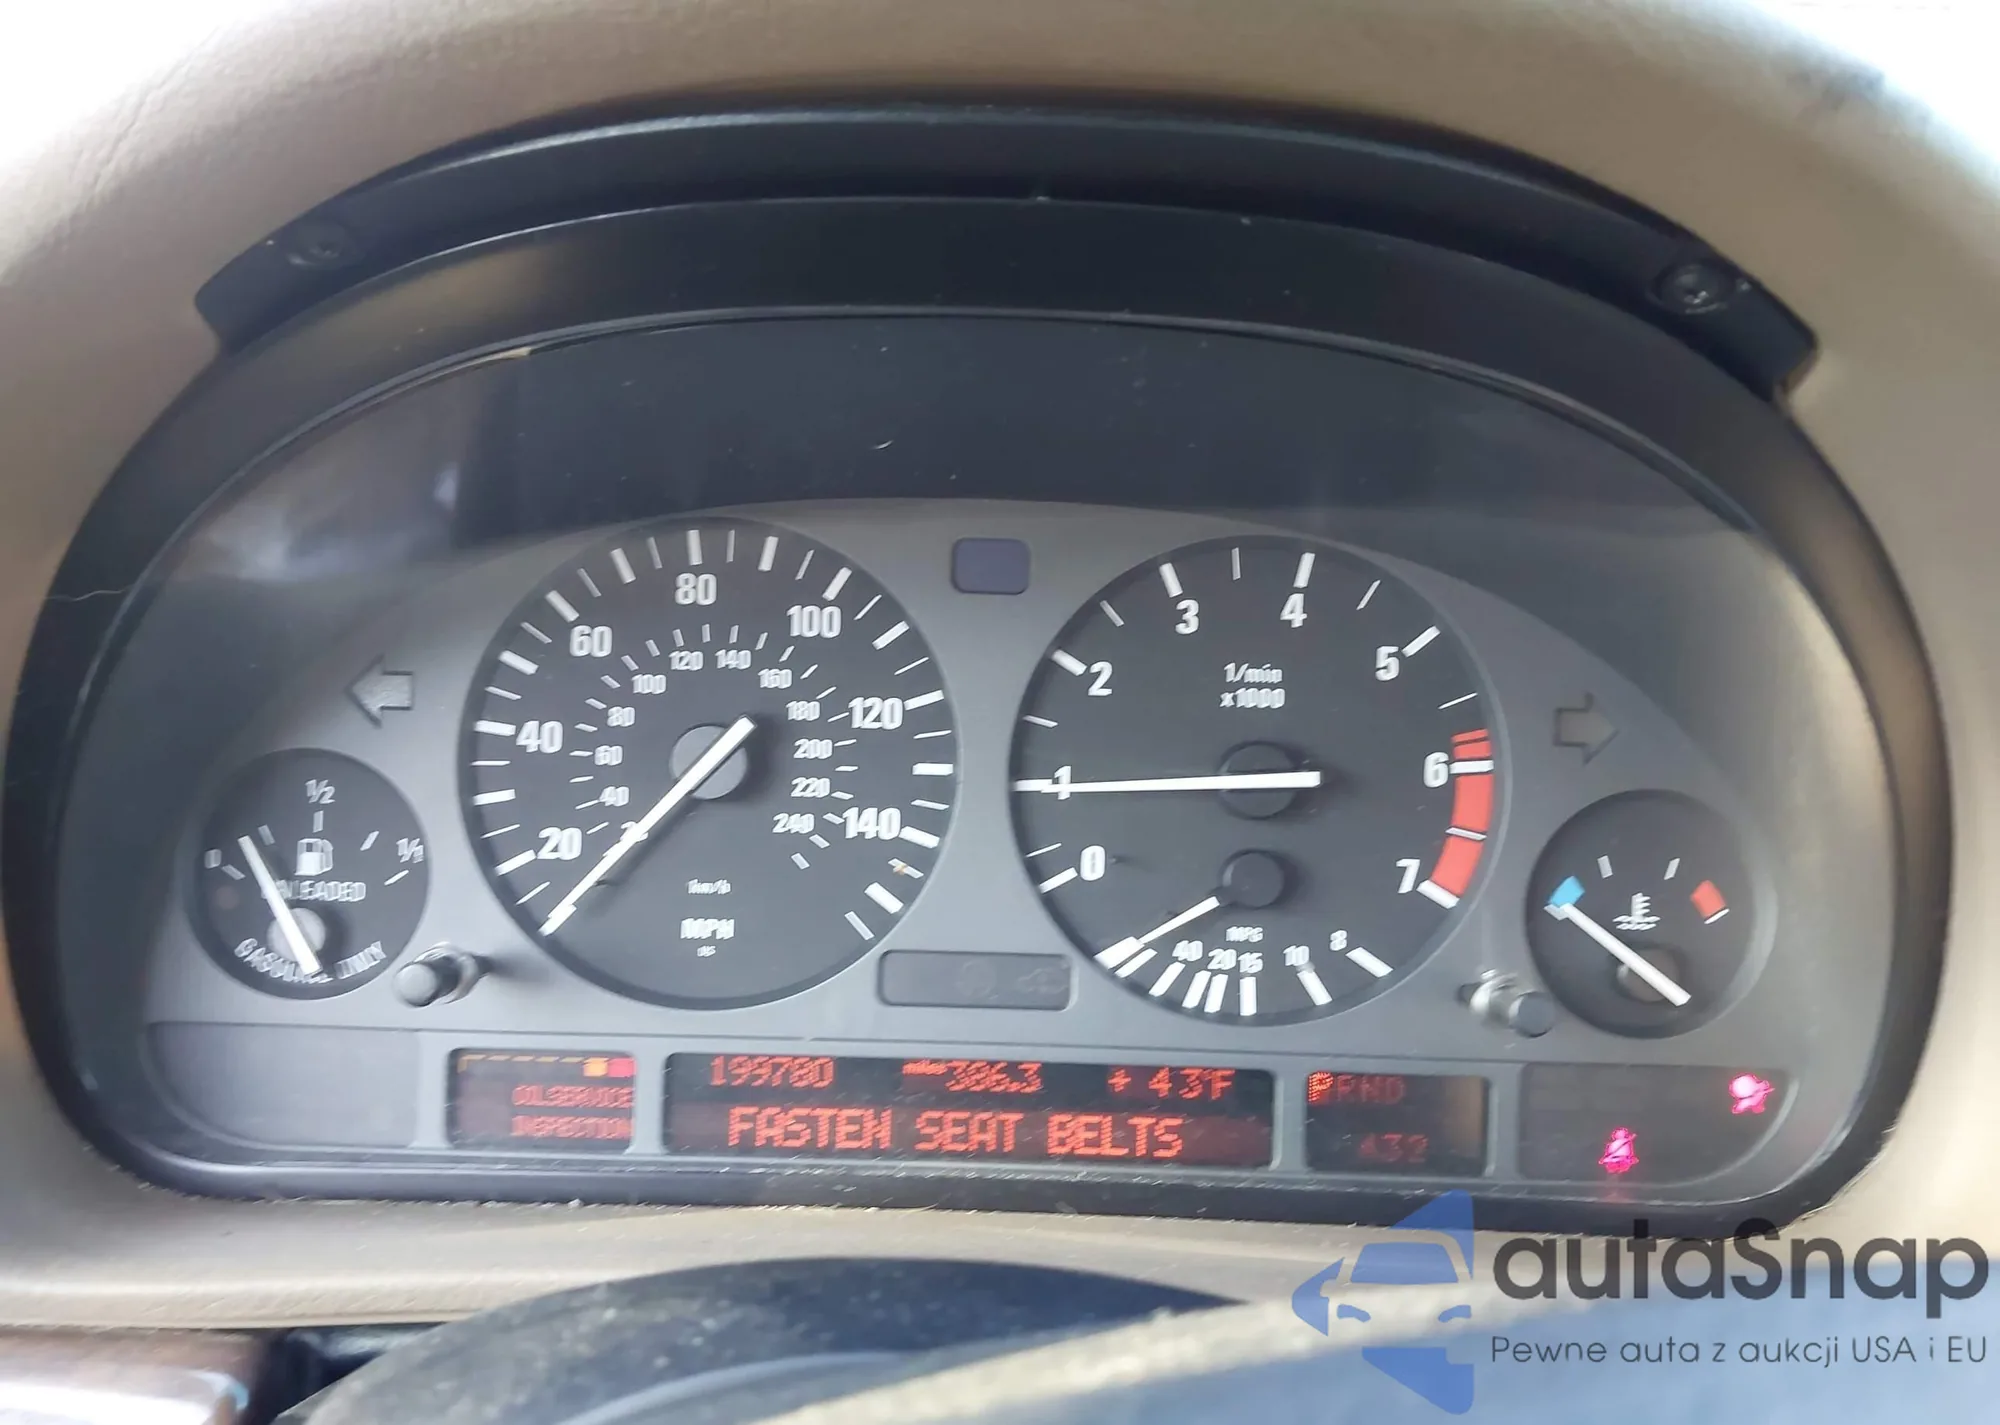 80
60
100
120 140
100
160
80
180
40
120
60
200
40
220
20
240
140
km/h
MPH
3
4
2
5
1/min
x1000
1
6
0
7
MPG
40 20 15 10 8
1/2
0
1/1
UNLEADED
GASOLINE ONLY
OILSERVICE
INSPECTION
199780 miles 386.3 + 43°F
FASTEN SEAT BELTS
PRND
432
autaSnap
Pewne auta z aukcji USA i EU